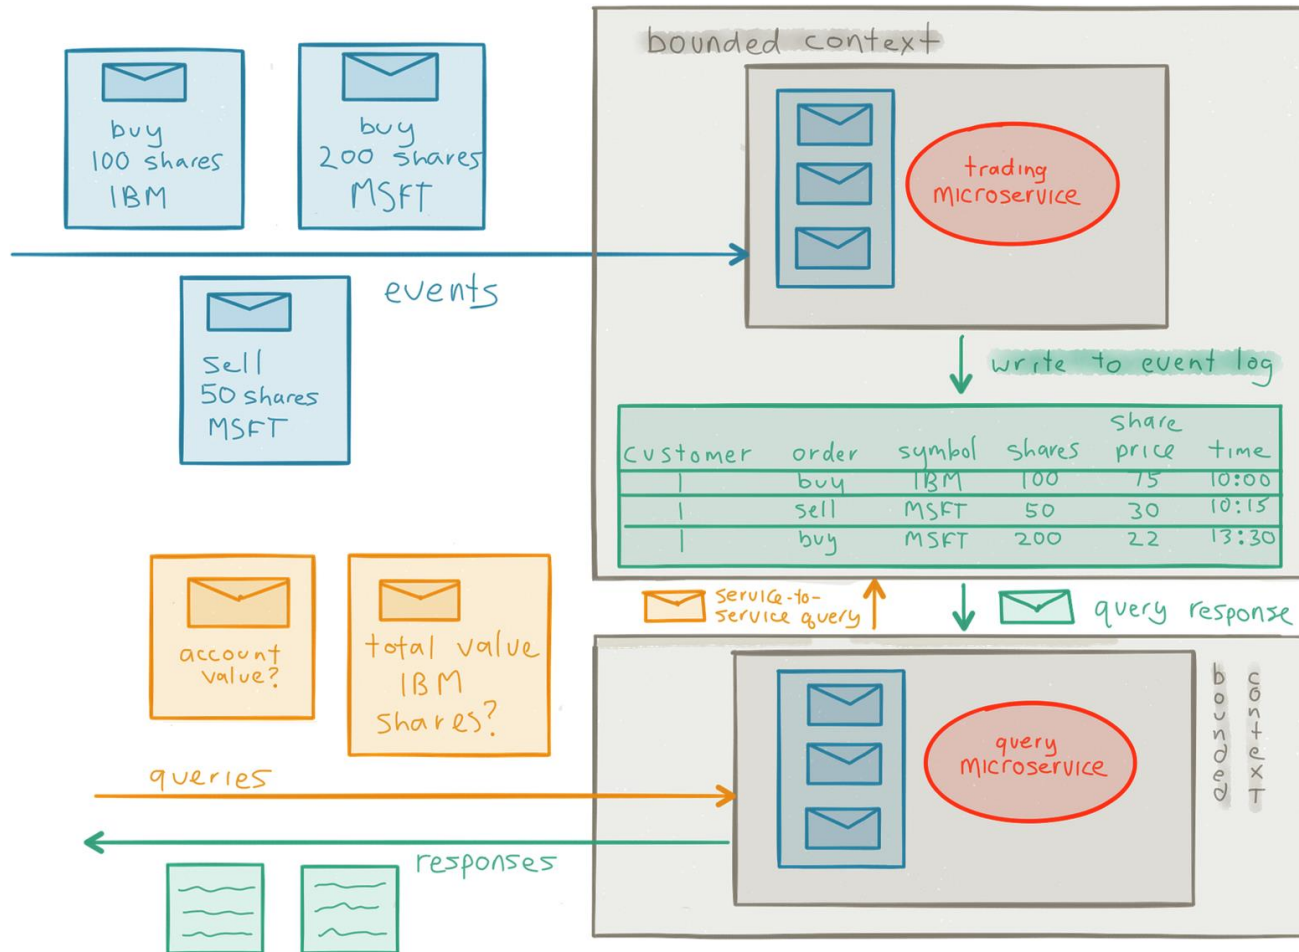 bounded context
buy
100 shares
IBM
buy
200 shares
MSFT
trading
microservice
events
sell
50 shares
MSFT
write to event log
customer order symbol shares share price time
1 buy IBM 100 75 10:00
1 sell MSFT 50 30 10:15
1 buy MSFT 200 22 13:30
service-to-
service query
query response
account
value?
total value
IBM
shares?
query
microservice
bounded context
queries
responses